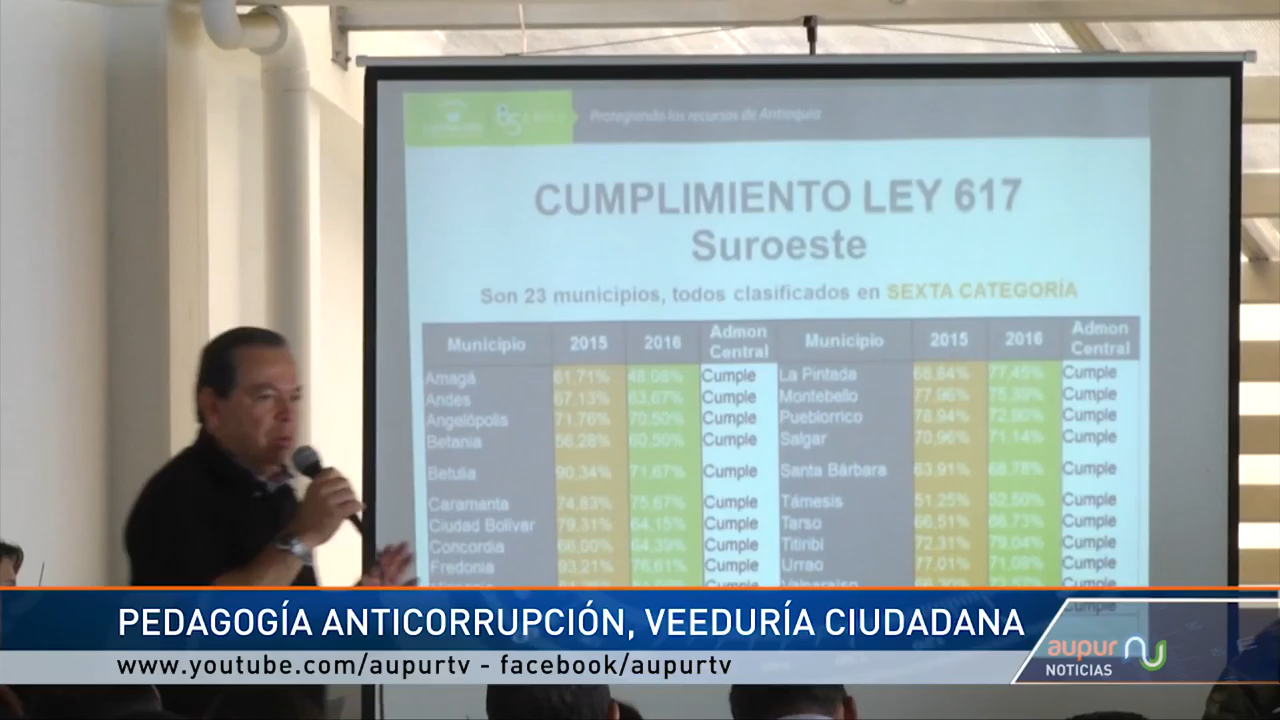 Protegiendo los recursos de Antioquia
CUMPLIMIENTO LEY 617
Suroeste
Son 23 municipios, todos clasificados en SEXTA CATEGORÍA
Municipio 2015 2016 Admon Central Municipio 2015 2016 Admon Central
Amagá 61.71% 48.08% Cumple La Pintada 68.84% 77.45% Cumple
Andes 67.13% 63.67% Cumple Montebello 77.96% 75.39% Cumple
Angelópolis 71.76% 70.50% Cumple Pueblorrico 78.94% 72.90% Cumple
Betania 56.28% 60.50% Cumple Salgar 70.96% 71.14% Cumple
Betulia 90.34% 71.67% Cumple Santa Bárbara 63.91% 68.78% Cumple
Caramanta 74.83% 75.67% Cumple Támesis 51.25% 52.50% Cumple
Ciudad Bolívar 79.31% 64.15% Cumple Tarso 66.51% 66.73% Cumple
Concordia 66.00% 64.39% Cumple Titiribí 72.31% 79.04% Cumple
Fredonia 93.21% 76.61% Cumple Urrao 77.01% 71.08% Cumple
Valparaíso Cumple
Cumple
PEDAGOGÍA ANTICORRUPCIÓN, VEEDURÍA CIUDADANA
www.youtube.com/aupurtv - facebook/aupurtv
aupur
NOTICIAS